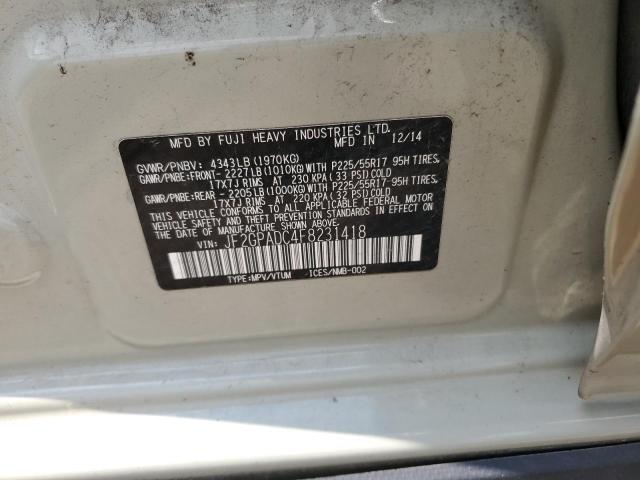 MFD BY FUJI HEAVY INDUSTRIES LTD.
MFD IN 12/14
GVWR/PNBV: 4343LB (1970KG)
GAWR/PNBE:FRONT- 2227LB(1010KG)WITH P225/55R17 95H TIRES,
17X7J RIMS AT 230 KPA(33 PSI)COLD
GAWR/PNBE:REAR - 2205LB(1000KG)WITH P225/55R17 95H TIRES,
17X7J RIMS AT 220 KPA(32 PSI)COLD
THIS VEHICLE CONFORMS TO ALL APPLICABLE FEDERAL MOTOR
VEHICLE SAFETY, BUMPER, AND THEFT PREVENTION
STANDARDS IN EFFECT ON THE DATE OF
MANUFACTURE SHOWN ABOVE.
VIN: JF2GPADC4F8231418
TYPE:MPV/VTUM ICES/NMB-002